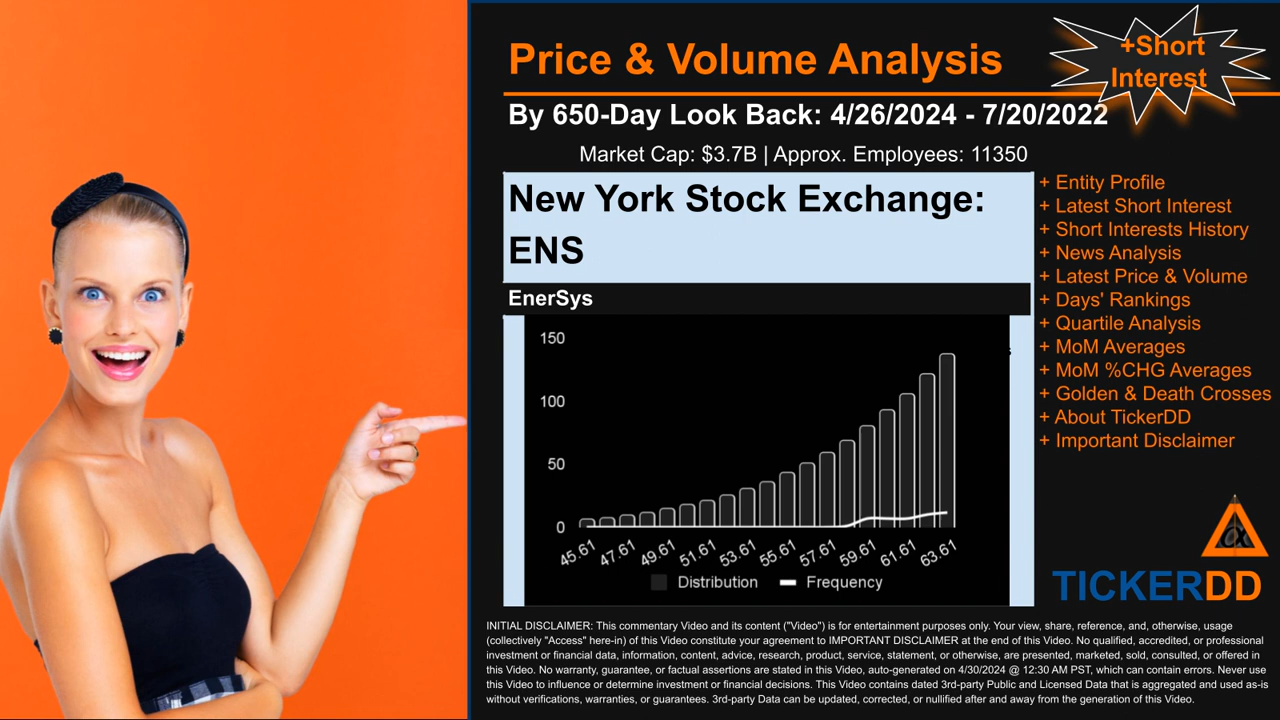 Price & Volume Analysis
+Short
Interest
By 650-Day Look Back: 4/26/2024 - 7/20/2022
Market Cap: $3.7B | Approx. Employees: 11350
New York Stock Exchange:
ENS
EnerSys
150
100
50
0
45.61 47.61 49.61 51.61 53.61 55.61 57.61 59.61 61.61 63.61
Distribution Frequency
+ Entity Profile
+ Latest Short Interest
+ Short Interests History
+ News Analysis
+ Latest Price & Volume
+ Days' Rankings
+ Quartile Analysis
+ MoM Averages
+ MoM %CHG Averages
+ Golden & Death Crosses
+ About TickerDD
+ Important Disclaimer
TICKERDD
INITIAL DISCLAIMER: This commentary Video and its content ("Video") is for entertainment purposes only. Your view, share, reference, and, otherwise, usage
(collectively "Access" here-in) of this Video constitute your agreement to IMPORTANT DISCLAIMER at the end of this Video. No qualified, accredited, or professional
investment or financial data, information, content, advice, research, product, service, statement, or otherwise, are presented, marketed, sold, consulted, or offered in
this Video. No warranty, guarantee, or factual assertions are stated in this Video, auto-generated on 4/30/2024 @ 12:30 AM PST, which can contain errors. Never use
this Video to influence or determine investment or financial decisions. This Video contains dated 3rd-party Public and Licensed Data that is aggregated and used as-is
without verifications, warranties, or guarantees. 3rd-party Data can be updated, corrected, or nullified after and away from the generation of this Video.